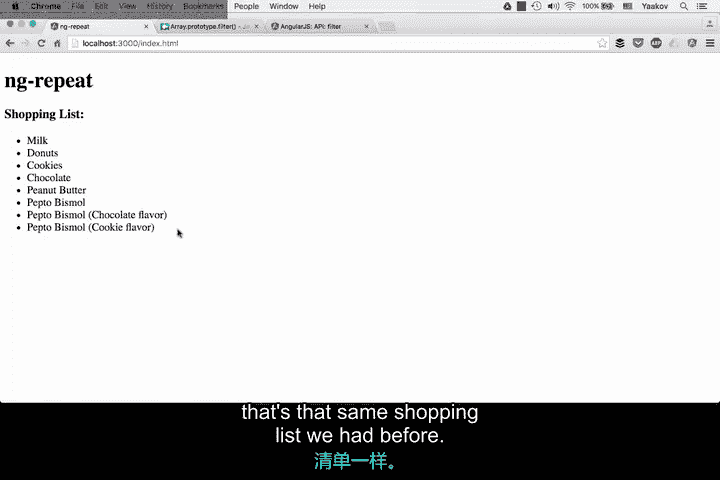 Chrome File Edit View History Bookmarks People Window Help 100% Yaakov
ng-repeat Array.prototype.filter() - AngularJS: API: filter
localhost:3000/index.html
ng-repeat
Shopping List:
Milk
Donuts
Cookies
Chocolate
Peanut Butter
Pepto Bismol
Pepto Bismol (Chocolate flavor)
Pepto Bismol (Cookie flavor)
that's that same shopping
list we had before.
清单一样。